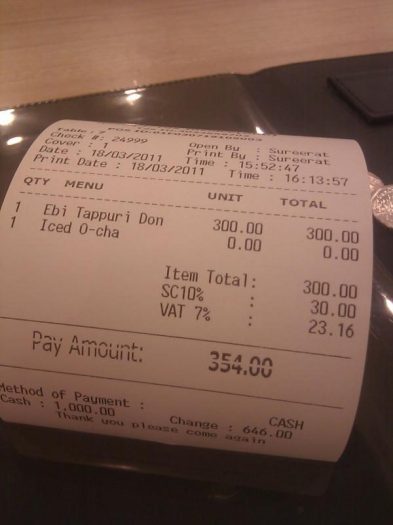 Table :
Check #: 24999 Open By : Sureerat
Cover : 1 Print By : Sureerat
Date : 18/03/2011 Time : 15:52:47
Print Date : 18/03/2011 Time : 16:13:57
QTY MENU UNIT TOTAL
1 Ebi Tappuri Don 300.00 300.00
1 Iced O-cha 0.00 0.00
Item Total: 300.00
SC10% : 30.00
VAT 7% : 23.16
Pay Amount: 354.00
Method of Payment : CASH
Cash : 1,000.00 Change : 646.00
Thank you please come again